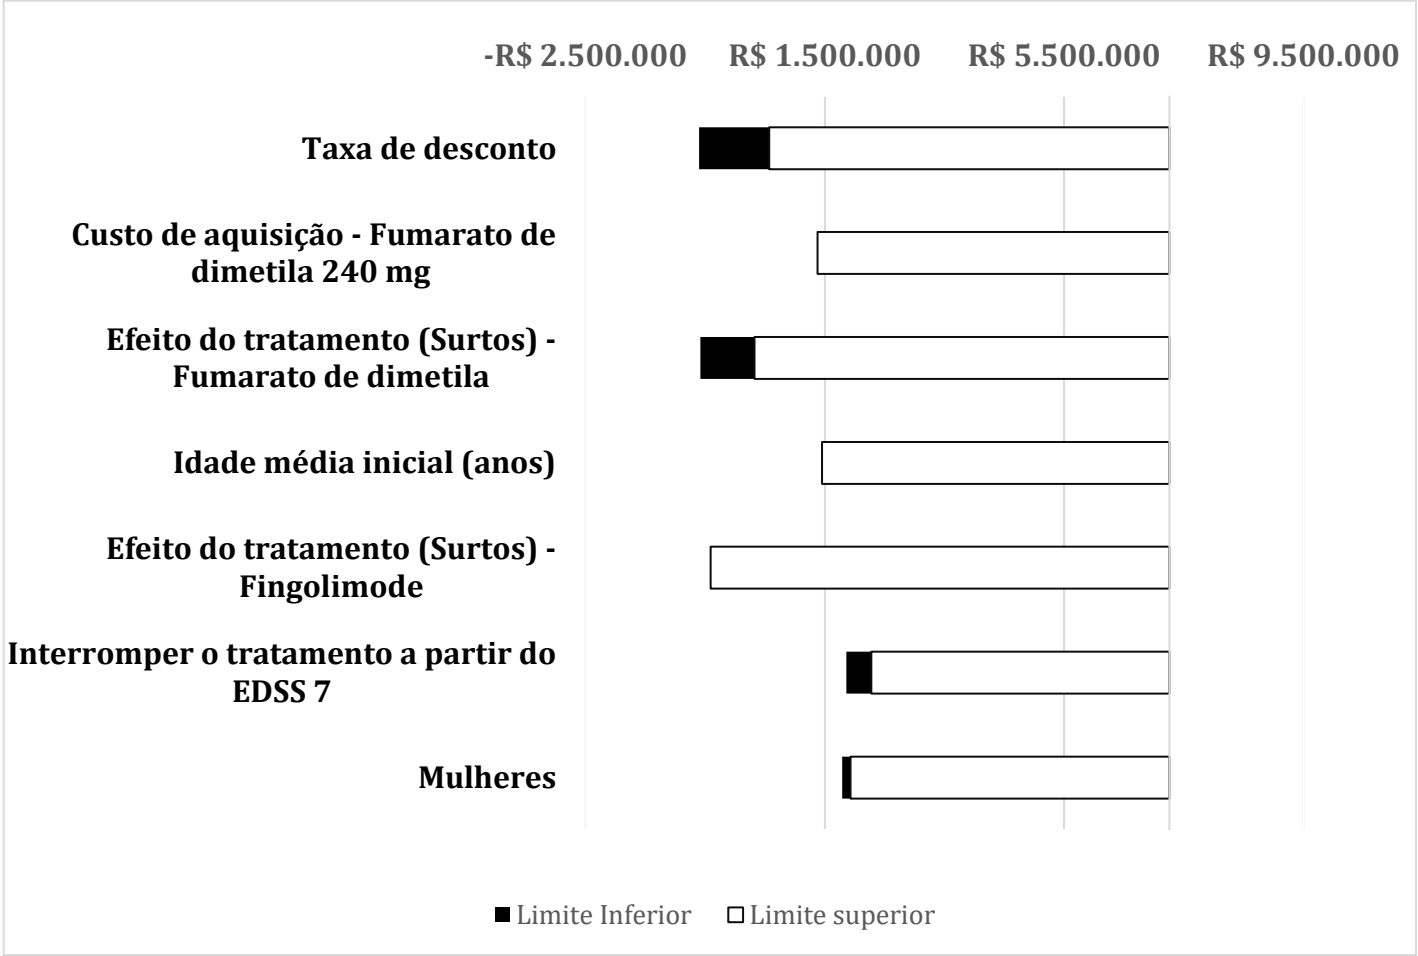 -R$ 2.500.000 R$ 1.500.000 R$ 5.500.000 R$ 9.500.000
Taxa de desconto
Custo de aquisição - Fumarato de
dimetila 240 mg
Efeito do tratamento (Surtos) -
Fumarato de dimetila
Idade média inicial (anos)
Efeito do tratamento (Surtos) -
Fingolimode
Interromper o tratamento a partir do
EDSS 7
Mulheres
Limite Inferior Limite superior